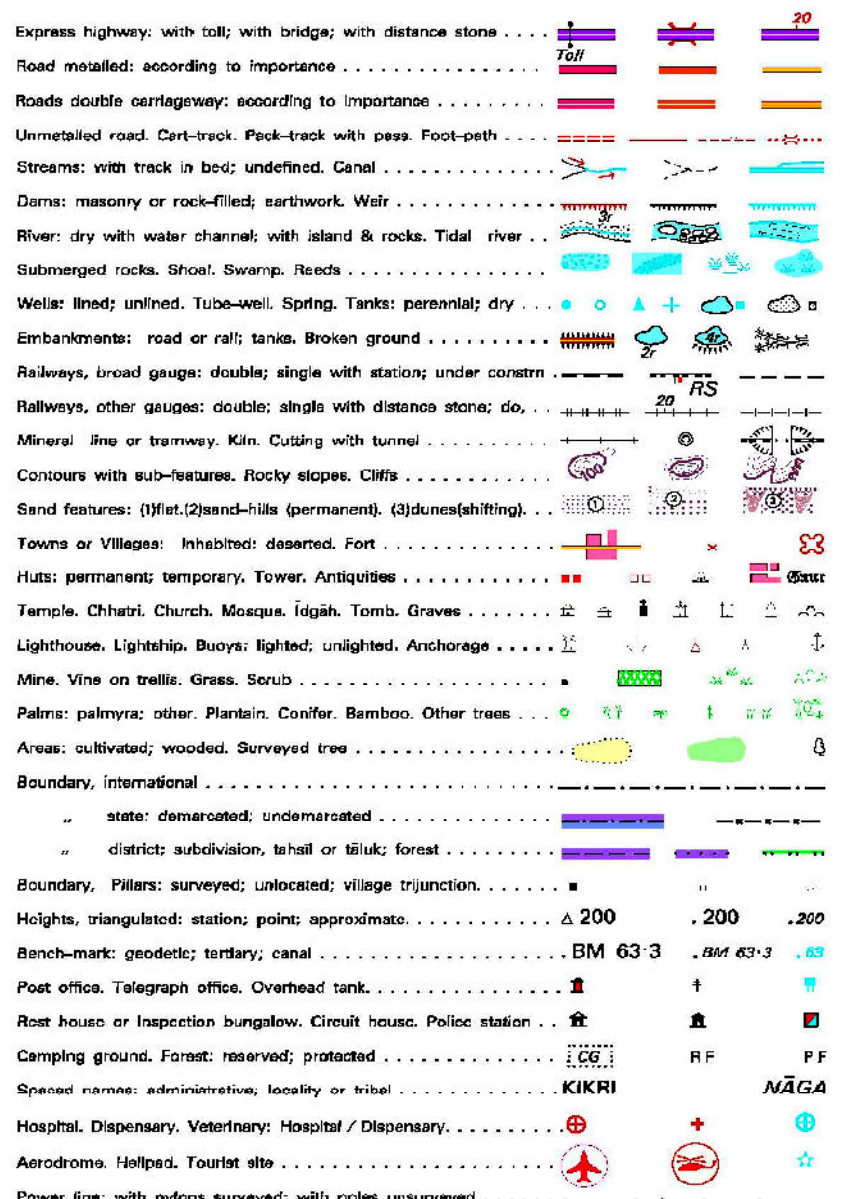 20
Express highway: with toll; with bridge; with distance stone . . . .
Toll
Road metalled: according to importance . . . . . . . . . . . . . . . . .
Roads double carriageway: according to Importance . . . . . . . . .
Unmetalled road. Cart–track. Pack–track with pass. Foot–path . . . . .
Streams: with track in bed; undefined. Canal . . . . . . . . . . . . . .
Dams: masonry or rock–filled; earthwork. Weir . . . . . . . . . . . . .
3r
River: dry with water channel; with island & rocks. Tidal river . .
Submerged rocks. Shoal. Swamp. Reeds . . . . . . . . . . . . . . . . .
Wells: lined; unlined. Tube–well. Spring. Tanks: perennial; dry . . .
Embankments: road or rail; tanks. Broken ground . . . . . . . . . . 2r 4r
Railways, broad gauge: double; single with station; under constrn . RS
Railways, other gauges: double; single with distance stone; do, . . 20
Mineral line or tramway. Kiln. Cutting with tunnel . . . . . . . . . .
Contours with sub–features. Rocky slopes. Cliffs . . . . . . . . . . . 100
Sand features: (1)flat.(2)sand–hills (permanent). (3)dunes(shifting). . . 1 2 3
Towns or Villages: Inhabited: deserted. Fort . . . . . . . . . . . . . .
Huts: permanent; temporary. Tower. Antiquities . . . . . . . . . . . .
Temple. Chhatri. Church. Mosque. Īdgāh. Tomb. Graves . . . . . . .
Lighthouse. Lightship. Buoys: lighted; unlighted. Anchorage . . . . .
Mine. Vine on trellis. Grass. Scrub . . . . . . . . . . . . . . . . . . . . .
Palms: palmyra; other. Plantain. Conifer. Bamboo. Other trees . . .
Areas: cultivated; wooded. Surveyed tree . . . . . . . . . . . . . . . .
Boundary, international . . . . . . . . . . . . . . . . . . . . . . . . . . . .
„ state: demarcated; undemarcated . . . . . . . . . . . . . .
„ district; subdivision, tahsīl or tāluk; forest . . . . . . . . .
Boundary, Pillars: surveyed; unlocated; village trijunction. . . . . . .
Heights, triangulated: station; point; approximate. . . . . . . . . . . . 200 . 200 . 200
Bench–mark: geodetic; tertiary; canal . . . . . . . . . . . . . . . . . . . BM 63·3 . BM 63·3 . 63
Post office. Telegraph office. Overhead tank. . . . . . . . . . . . . . . .
Rest house or Inspection bungalow. Circuit house. Police station . .
Camping ground. Forest: reserved; protected . . . . . . . . . . . . . . CG R F P F
Spaced names: administrative; locality or tribal . . . . . . . . . . . . . KIKRI NĀGA
Hospital. Dispensary. Veterinary: Hospital / Dispensary. . . . . . . . .
Aerodrome. Helipad. Tourist site . . . . . . . . . . . . . . . . . . . . . . .
Power line: with pylons surveyed; with poles unsurveyed . . . . . . .